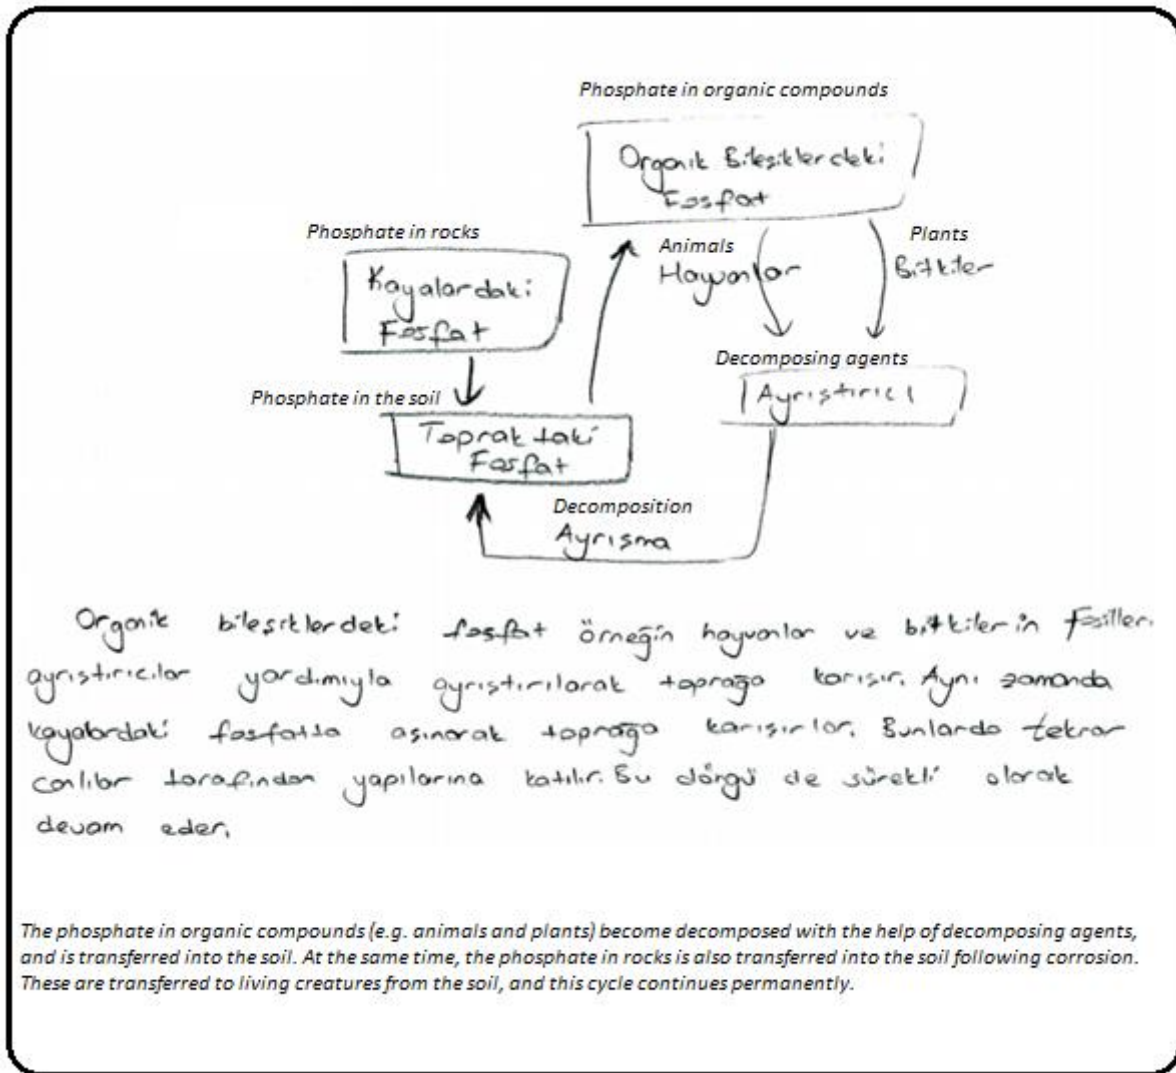 Phosphate in organic compounds
Organik Bileşiklerdeki
Fosfat
Phosphate in rocks
Kayalardaki
Fosfat
Animals
Hayvanlar
Plants
Bitkiler
Decomposing agents
Ayrıştırıcı
Phosphate in the soil
Topraktaki
Fosfat
Decomposition
Ayrışma
Organik bileşiklerdeki fosfat örneğin hayvanlar ve bitkilerin fosilleri
ayrıştırıcılar yardımıyla ayrıştırılarak toprağa karışır. Aynı zamanda
kayalardaki fosfatta aşınarak toprağa karışırlar. Bunlarda tekrar
canlılar tarafından yapılarına katılır. Bu döngü de sürekli olarak
devam eder.
The phosphate in organic compounds (e.g. animals and plants) become decomposed with the help of decomposing agents,
and is transferred into the soil. At the same time, the phosphate in rocks is also transferred into the soil following corrosion.
These are transferred to living creatures from the soil, and this cycle continues permanently.